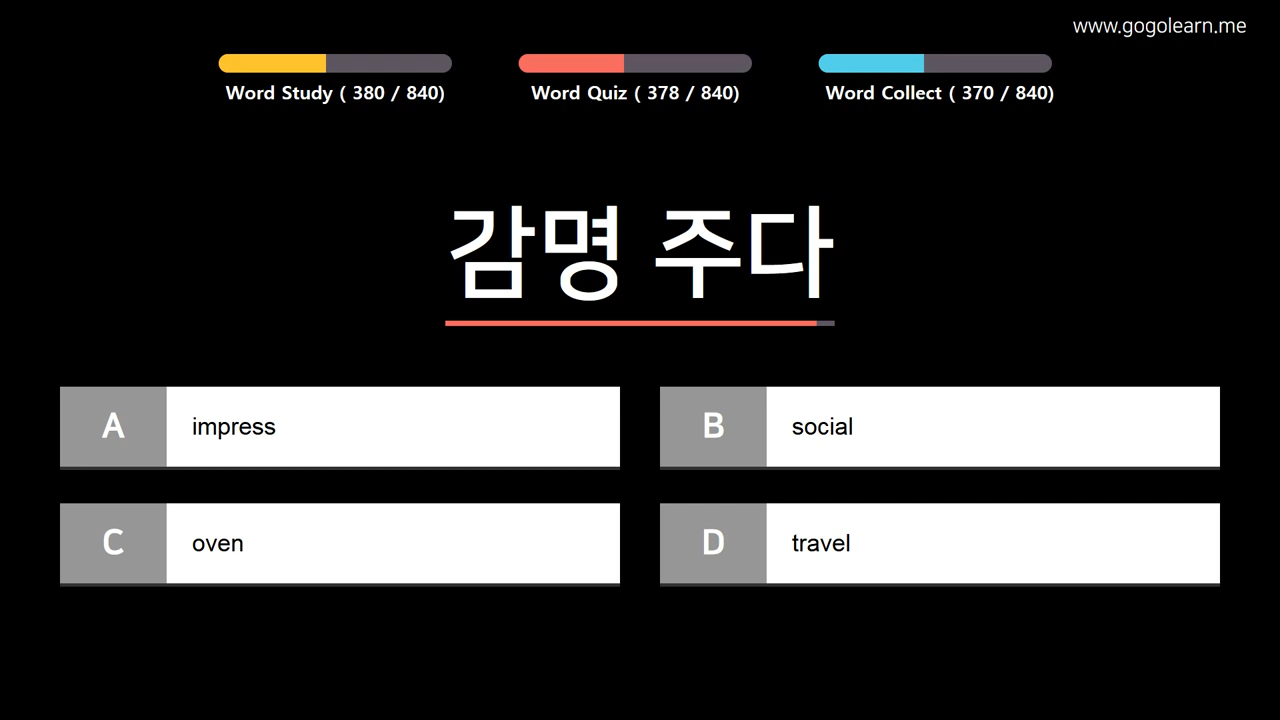 www.gogolearn.me
Word Study ( 380 / 840)
Word Quiz ( 378 / 840)
Word Collect ( 370 / 840)
감명 주다
A impress
B social
C oven
D travel